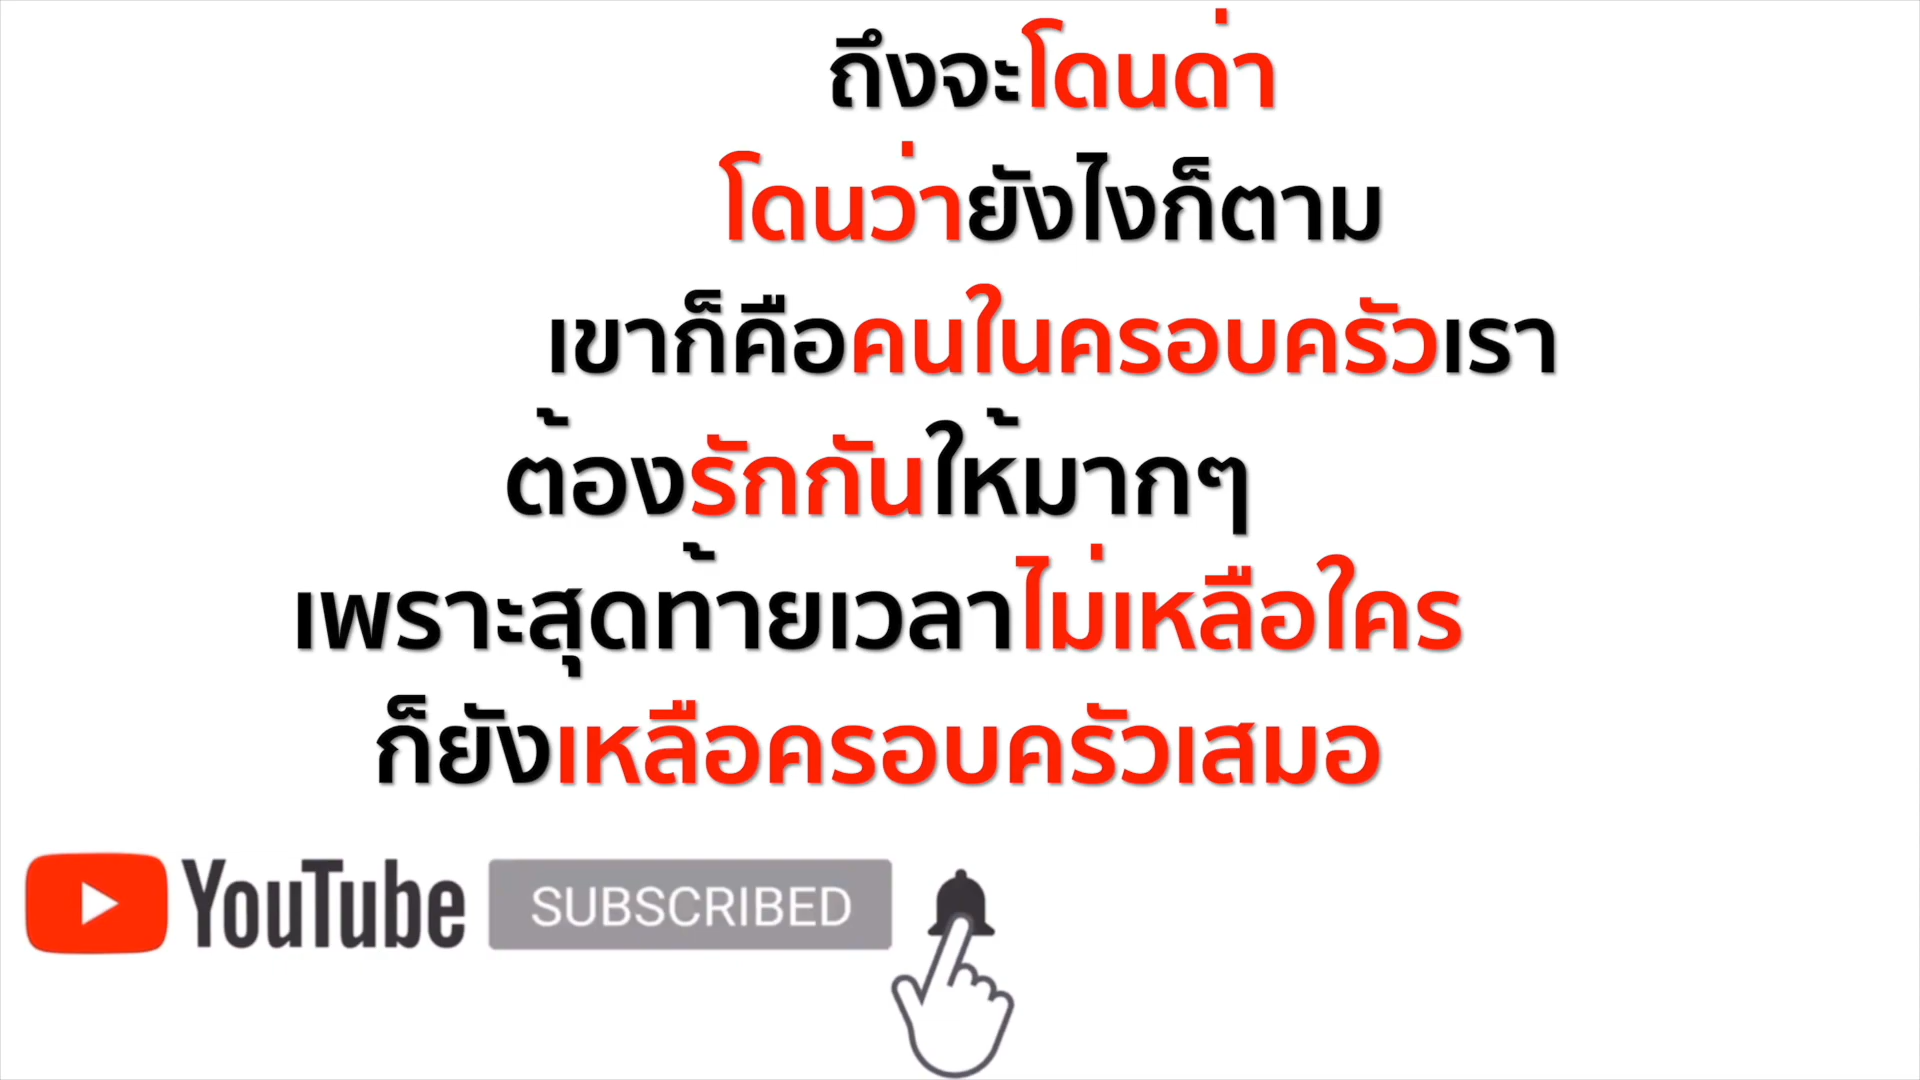 ถึงจะโดนด่า
โดนว่ายังไงก็ตาม
เขาก็คือคนในครอบครัวเรา
ต้องรักกันให้มากๆ
เพราะสุดท้ายเวลาไม่เหลือใคร
ก็ยังเหลือครอบครัวเสมอ
YouTube SUBSCRIBED